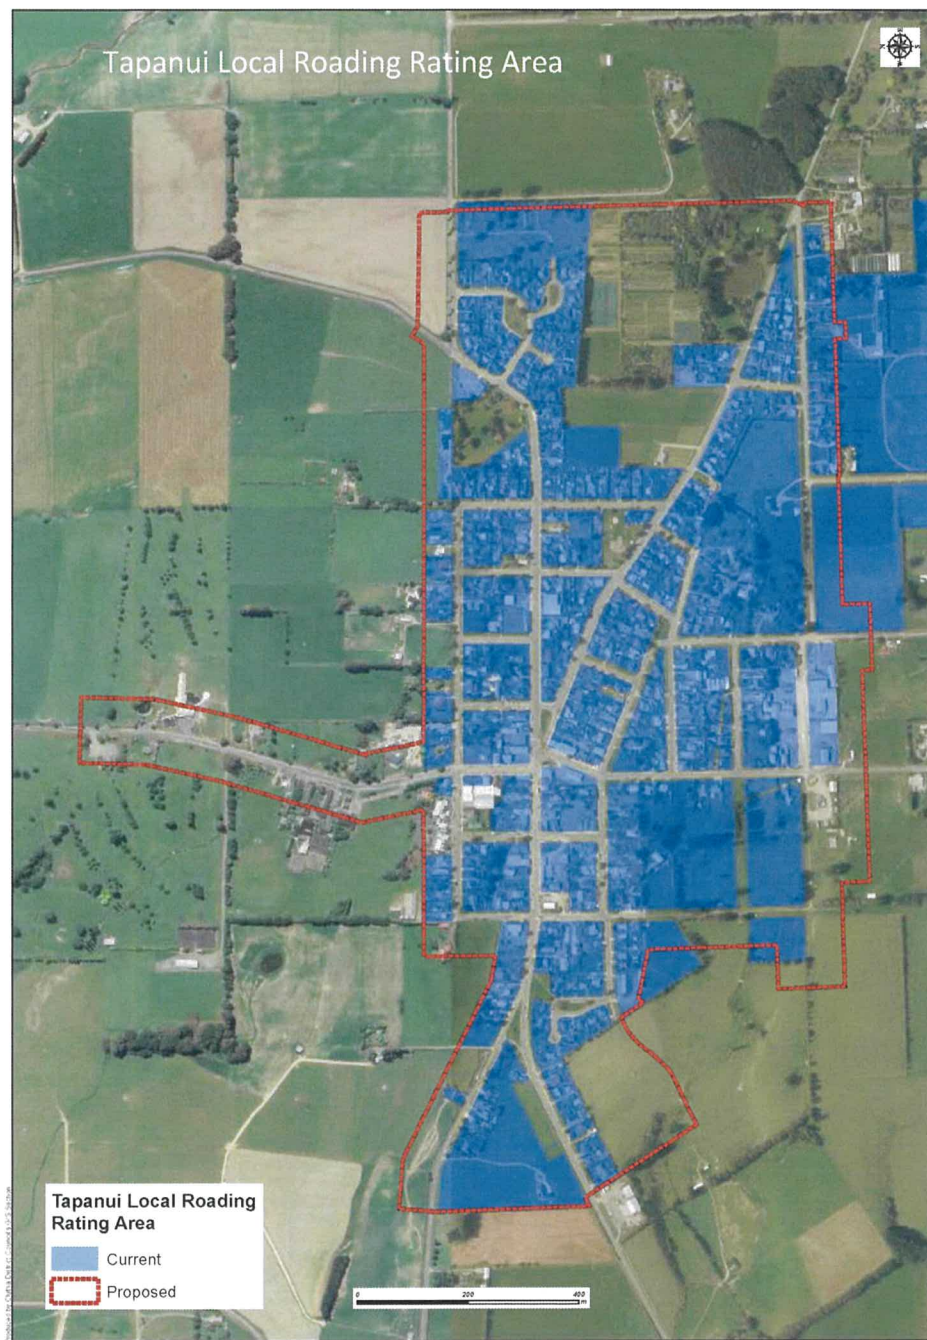 Tapanui Local Roading Rating Area
Tapanui Local Roading
Rating Area
Current
Proposed
0 200 400
m